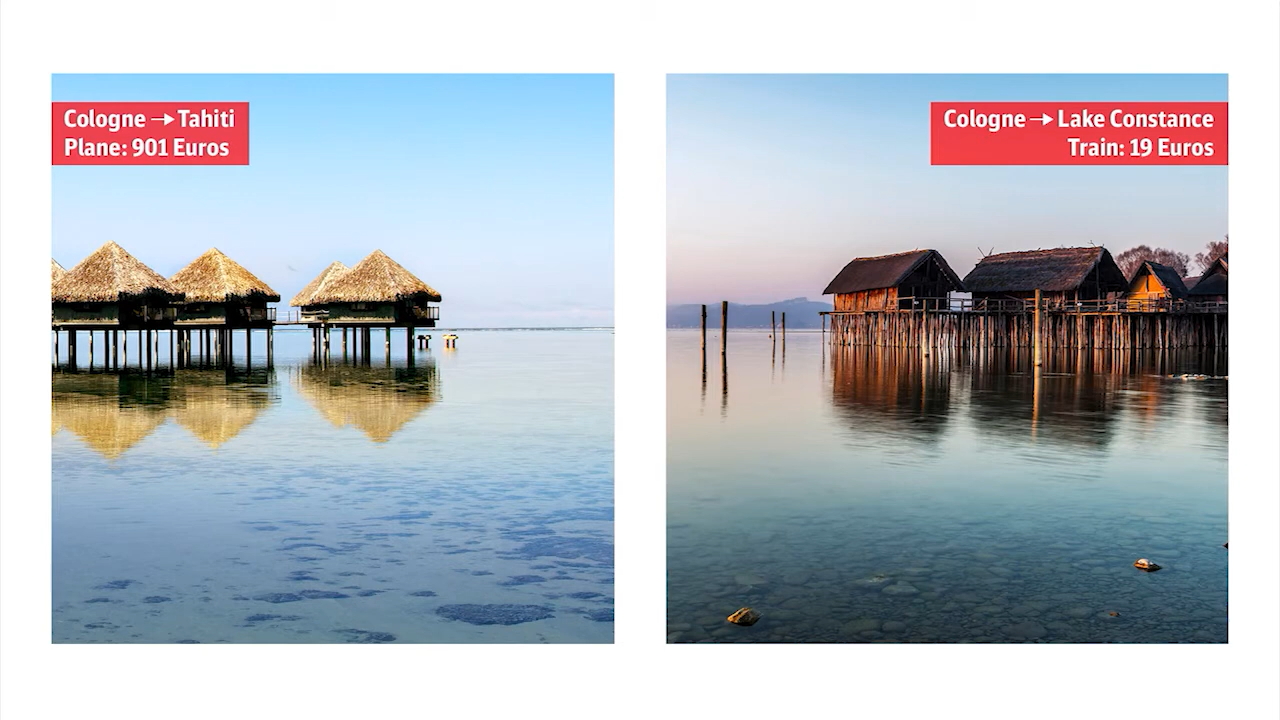 Cologne → Tahiti
Plane: 901 Euros
Cologne → Lake Constance
Train: 19 Euros